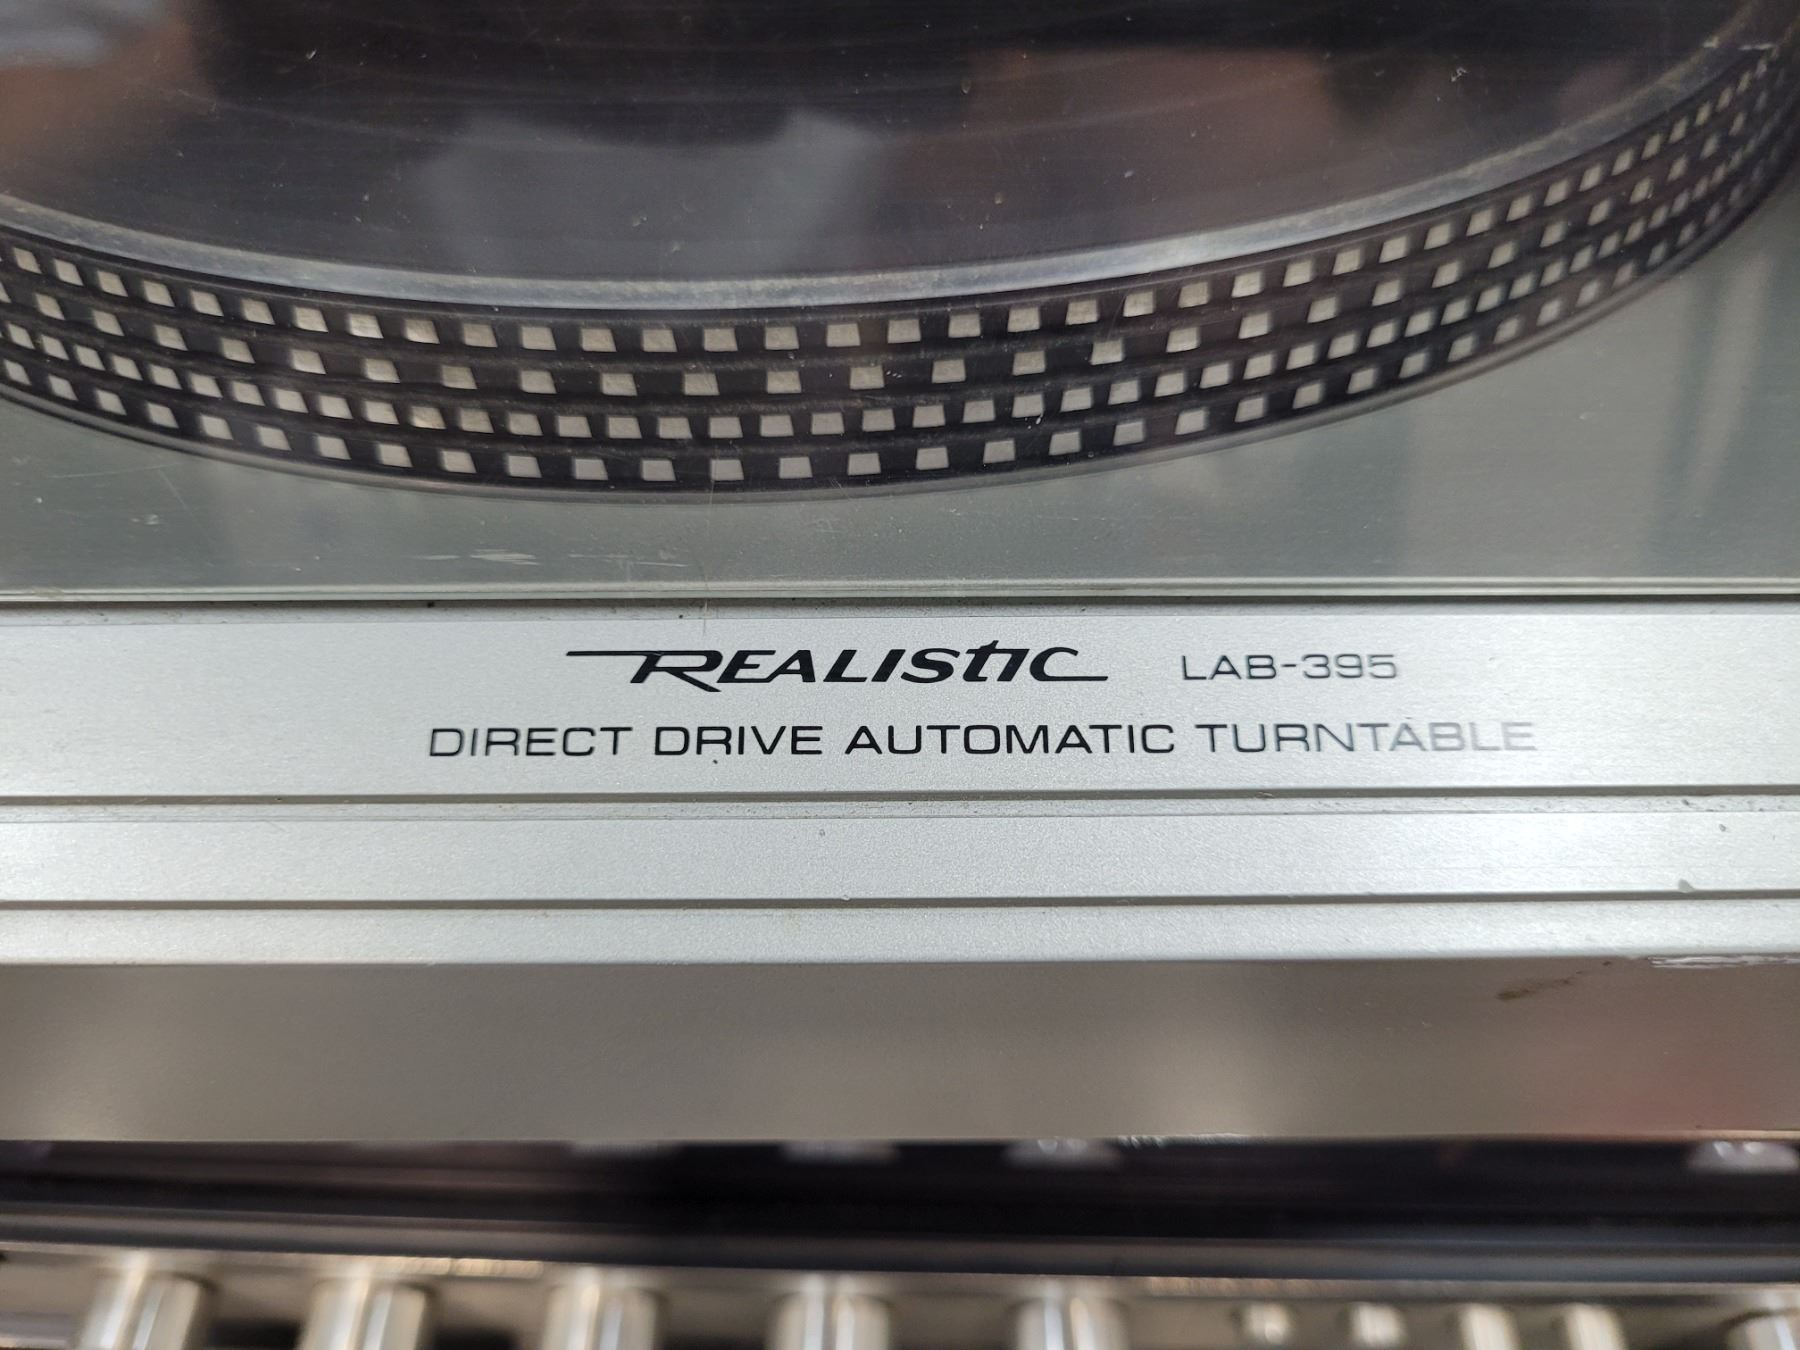 REALISTIC LAB-395
DIRECT DRIVE AUTOMATIC TURNTABLE